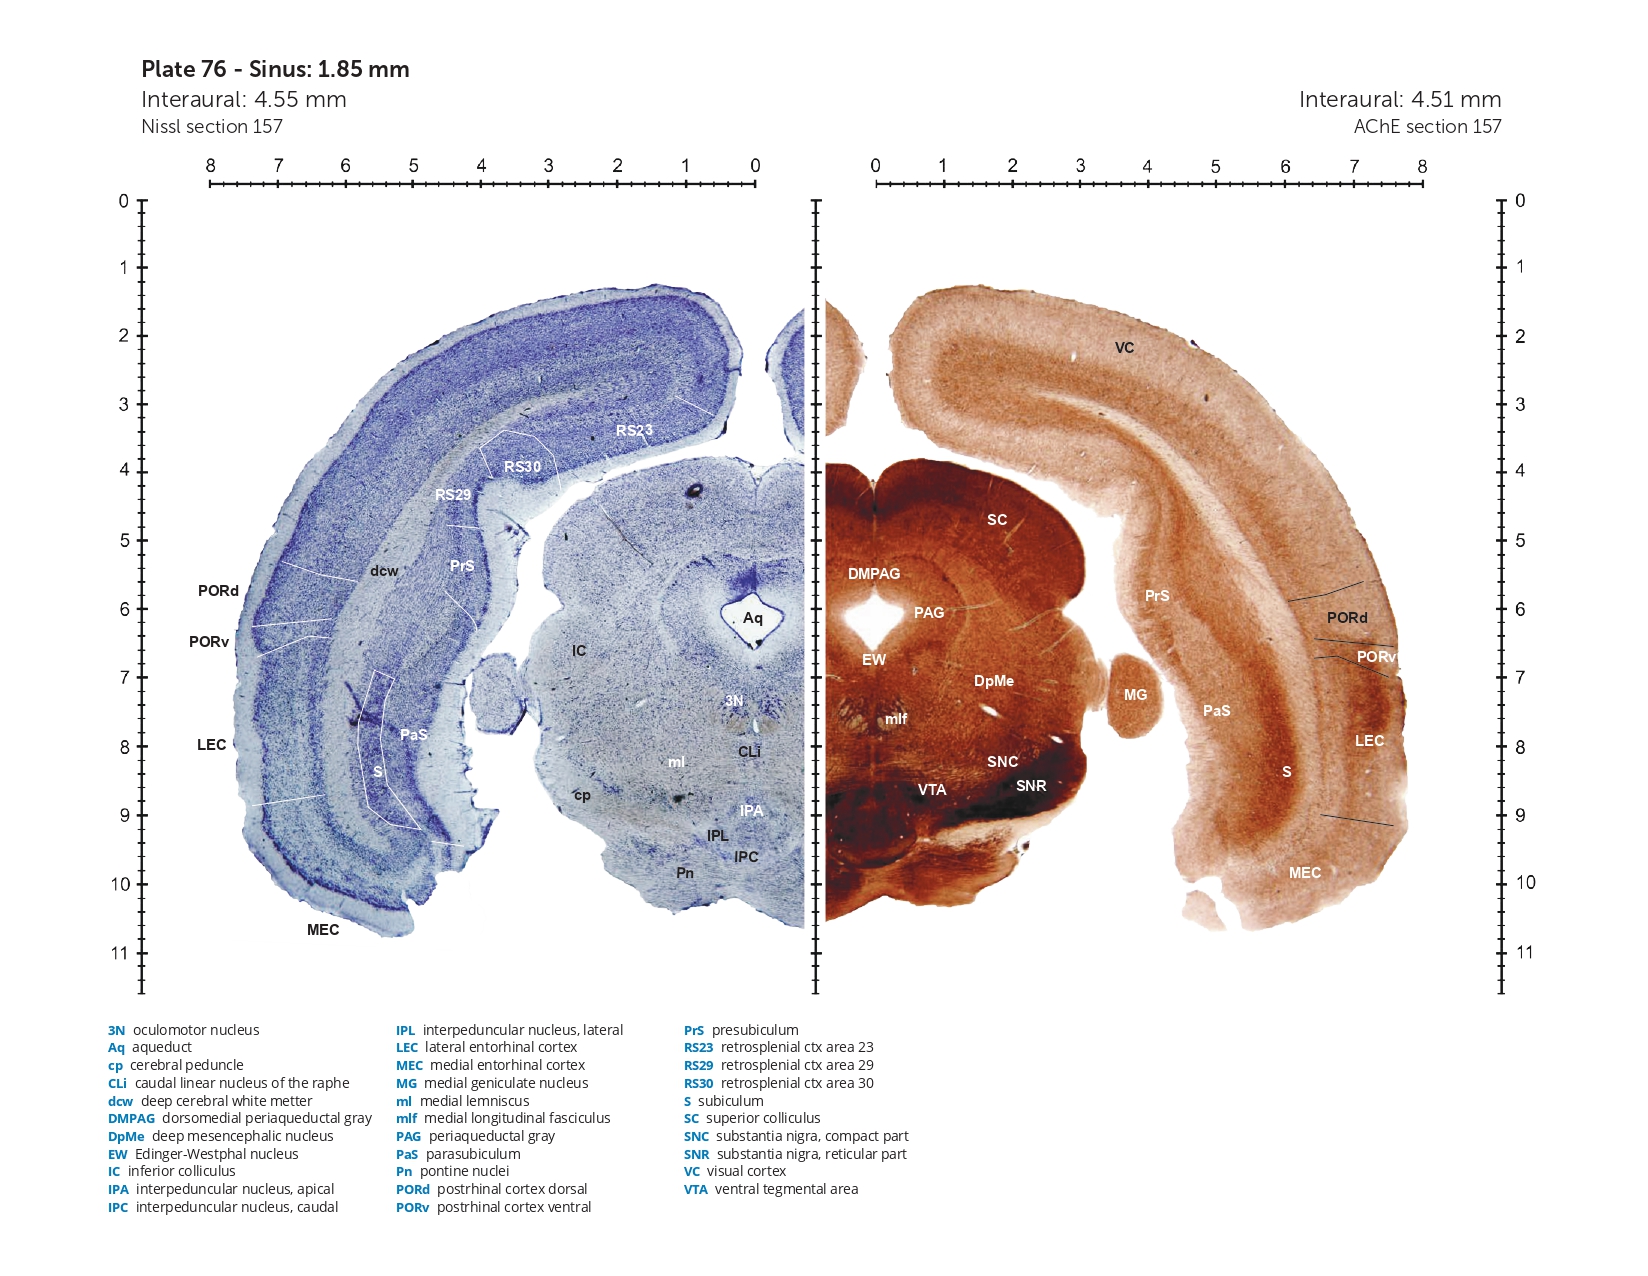 Plate 76 - Sinus: 1.85 mm
Interaural: 4.55 mm
Nissl section 157
Interaural: 4.51 mm
AChE section 157
8 7 6 5 4 3 2 1 0
0 1 2 3 4 5 6 7 8
0 0
1 1
2 2
VC
3 3
RS23
RS30
4 4
RS29
SC
5 5
PrS
dcw
DMPAG
PORd
PrS
6 6
Aq
PAG
PORd
PORv
IC
EW
PORv
7 7
DpMe
MG
3N
PaS
mlf
PaS
LEC
CLi
LEC
8 8
ml
SNC
S
S
cp
VTA
SNR
9 9
IPA
IPL
IPC
Pn
MEC
10 10
MEC
11 11
3N oculomotor nucleus
Aq aqueduct
cp cerebral peduncle
CLi caudal linear nucleus of the raphe
dcw deep cerebral white metter
DMPAG dorsomedial periaqueductal gray
DpMe deep mesencephalic nucleus
EW Edinger-Westphal nucleus
IC inferior colliculus
IPA interpeduncular nucleus, apical
IPC interpeduncular nucleus, caudal
IPL interpeduncular nucleus, lateral
LEC lateral entorhinal cortex
MEC medial entorhinal cortex
MG medial geniculate nucleus
ml medial lemniscus
mlf medial longitudinal fasciculus
PAG periaqueductal gray
PaS parasubiculum
Pn pontine nuclei
PORd postrhinal cortex dorsal
PORv postrhinal cortex ventral
PrS presubiculum
RS23 retrosplenial ctx area 23
RS29 retrosplenial ctx area 29
RS30 retrosplenial ctx area 30
S subiculum
SC superior colliculus
SNC substantia nigra, compact part
SNR substantia nigra, reticular part
VC visual cortex
VTA ventral tegmental area